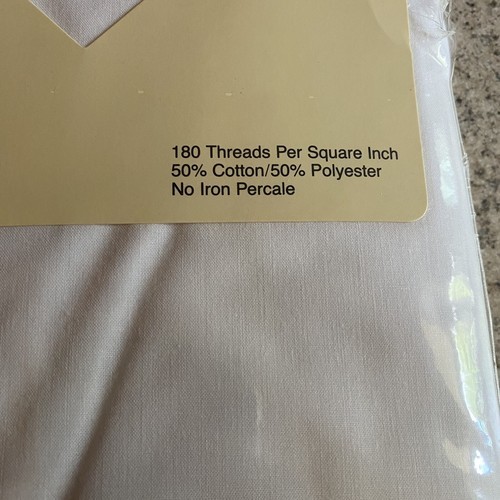 180 Threads Per Square Inch
50% Cotton/50% Polyester
No Iron Percale